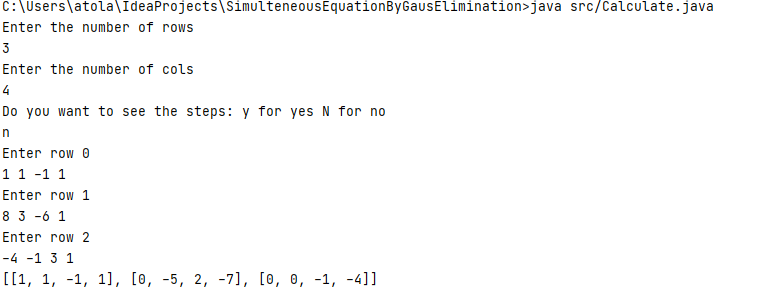 C:\Users\atola\IdeaProjects\SimulteneousEquationByGausElimination>java src/Calculate.java
Enter the number of rows
3
Enter the number of cols
4
Do you want to see the steps: y for yes N for no
n
Enter row 0
1 1 -1 1
Enter row 1
8 3 -6 1
Enter row 2
-4 -1 3 1
[[1, 1, -1, 1], [0, -5, 2, -7], [0, 0, -1, -4]]